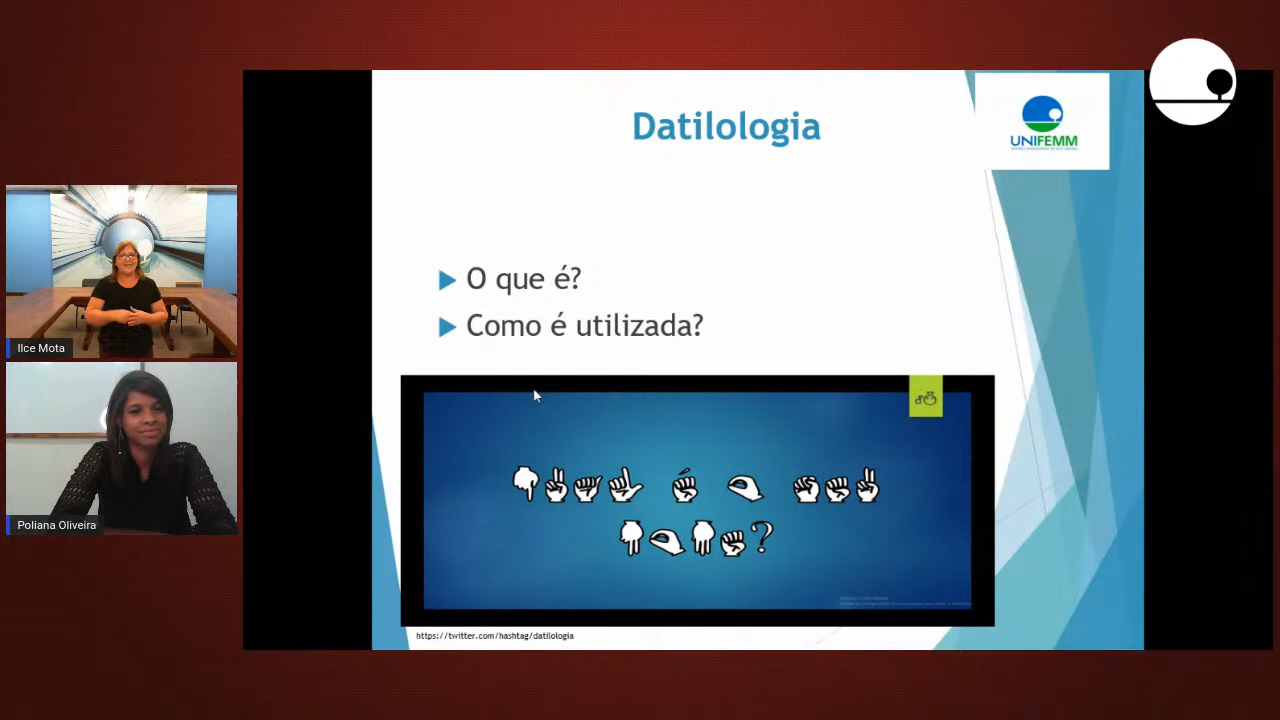 Datilologia
UNIFEMM
O que é?
Como é utilizada?
Ilce Mota
Poliana Oliveira
https://twitter.com/hashtag/datilologia